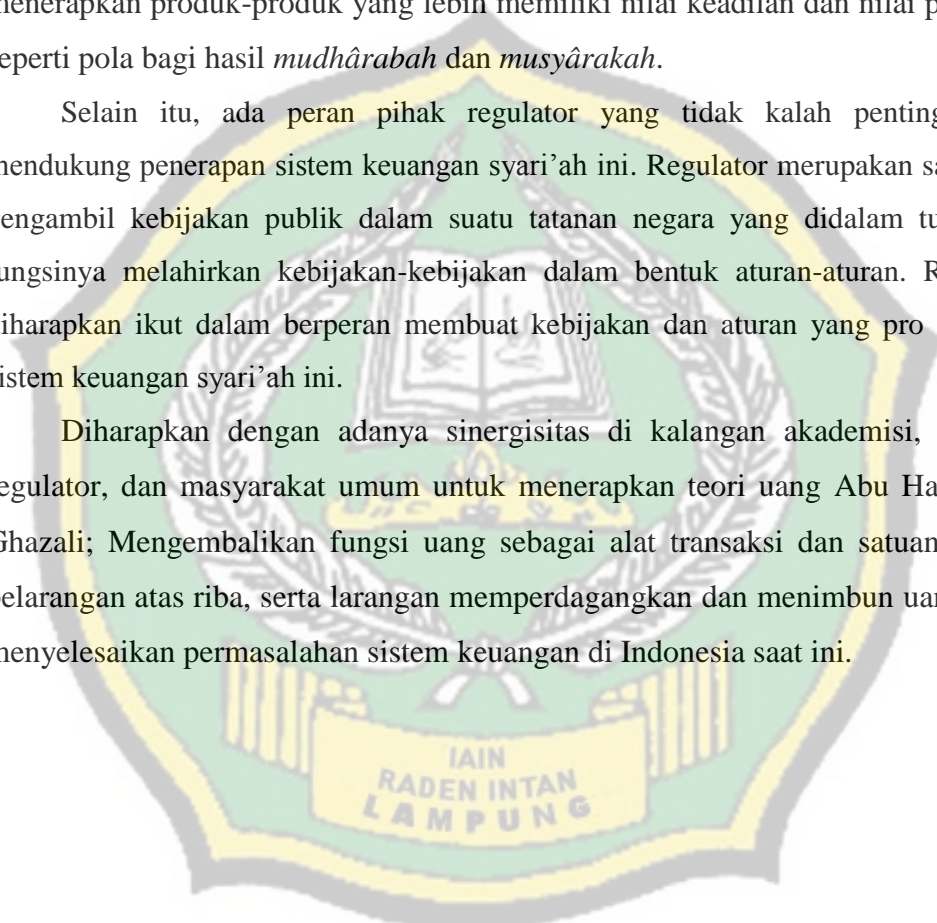 menerapkan produk-produk yang lebih memiliki nilai keadilan dan nilai
seperti pola bagi hasil mudhârabah dan musyârakah.
Selain itu, ada peran pihak regulator yang tidak kalah penting
mendukung penerapan sistem keuangan syari’ah ini. Regulator merupakan
pengambil kebijakan publik dalam suatu tatanan negara yang didalam
fungsinya melahirkan kebijakan-kebijakan dalam bentuk aturan-aturan.
diharapkan ikut dalam berperan membuat kebijakan dan aturan yang pro
sistem keuangan syari’ah ini.
Diharapkan dengan adanya sinergisitas di kalangan akademisi,
regulator, dan masyarakat umum untuk menerapkan teori uang Abu
Ghazali; Mengembalikan fungsi uang sebagai alat transaksi dan satuan
pelarangan atas riba, serta larangan memperdagangkan dan menimbun
menyelesaikan permasalahan sistem keuangan di Indonesia saat ini.
IAIN
RADEN INTAN
LAMPUNG